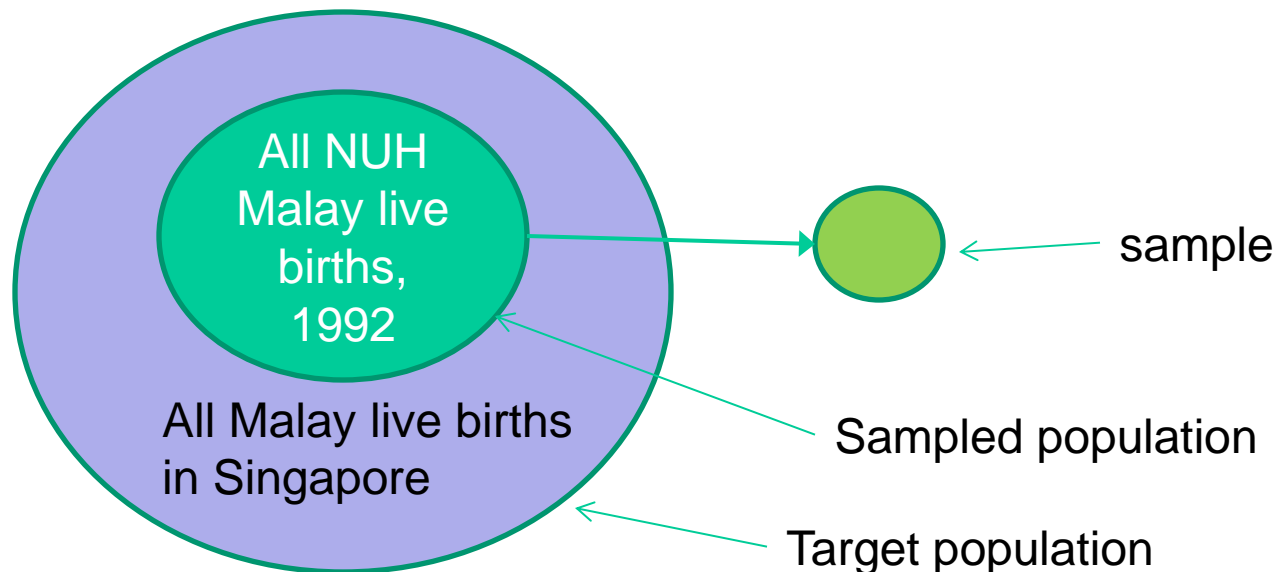 All NUH
Malay live
births,
1992
All Malay live births
in Singapore
sample
Sampled population
Target population